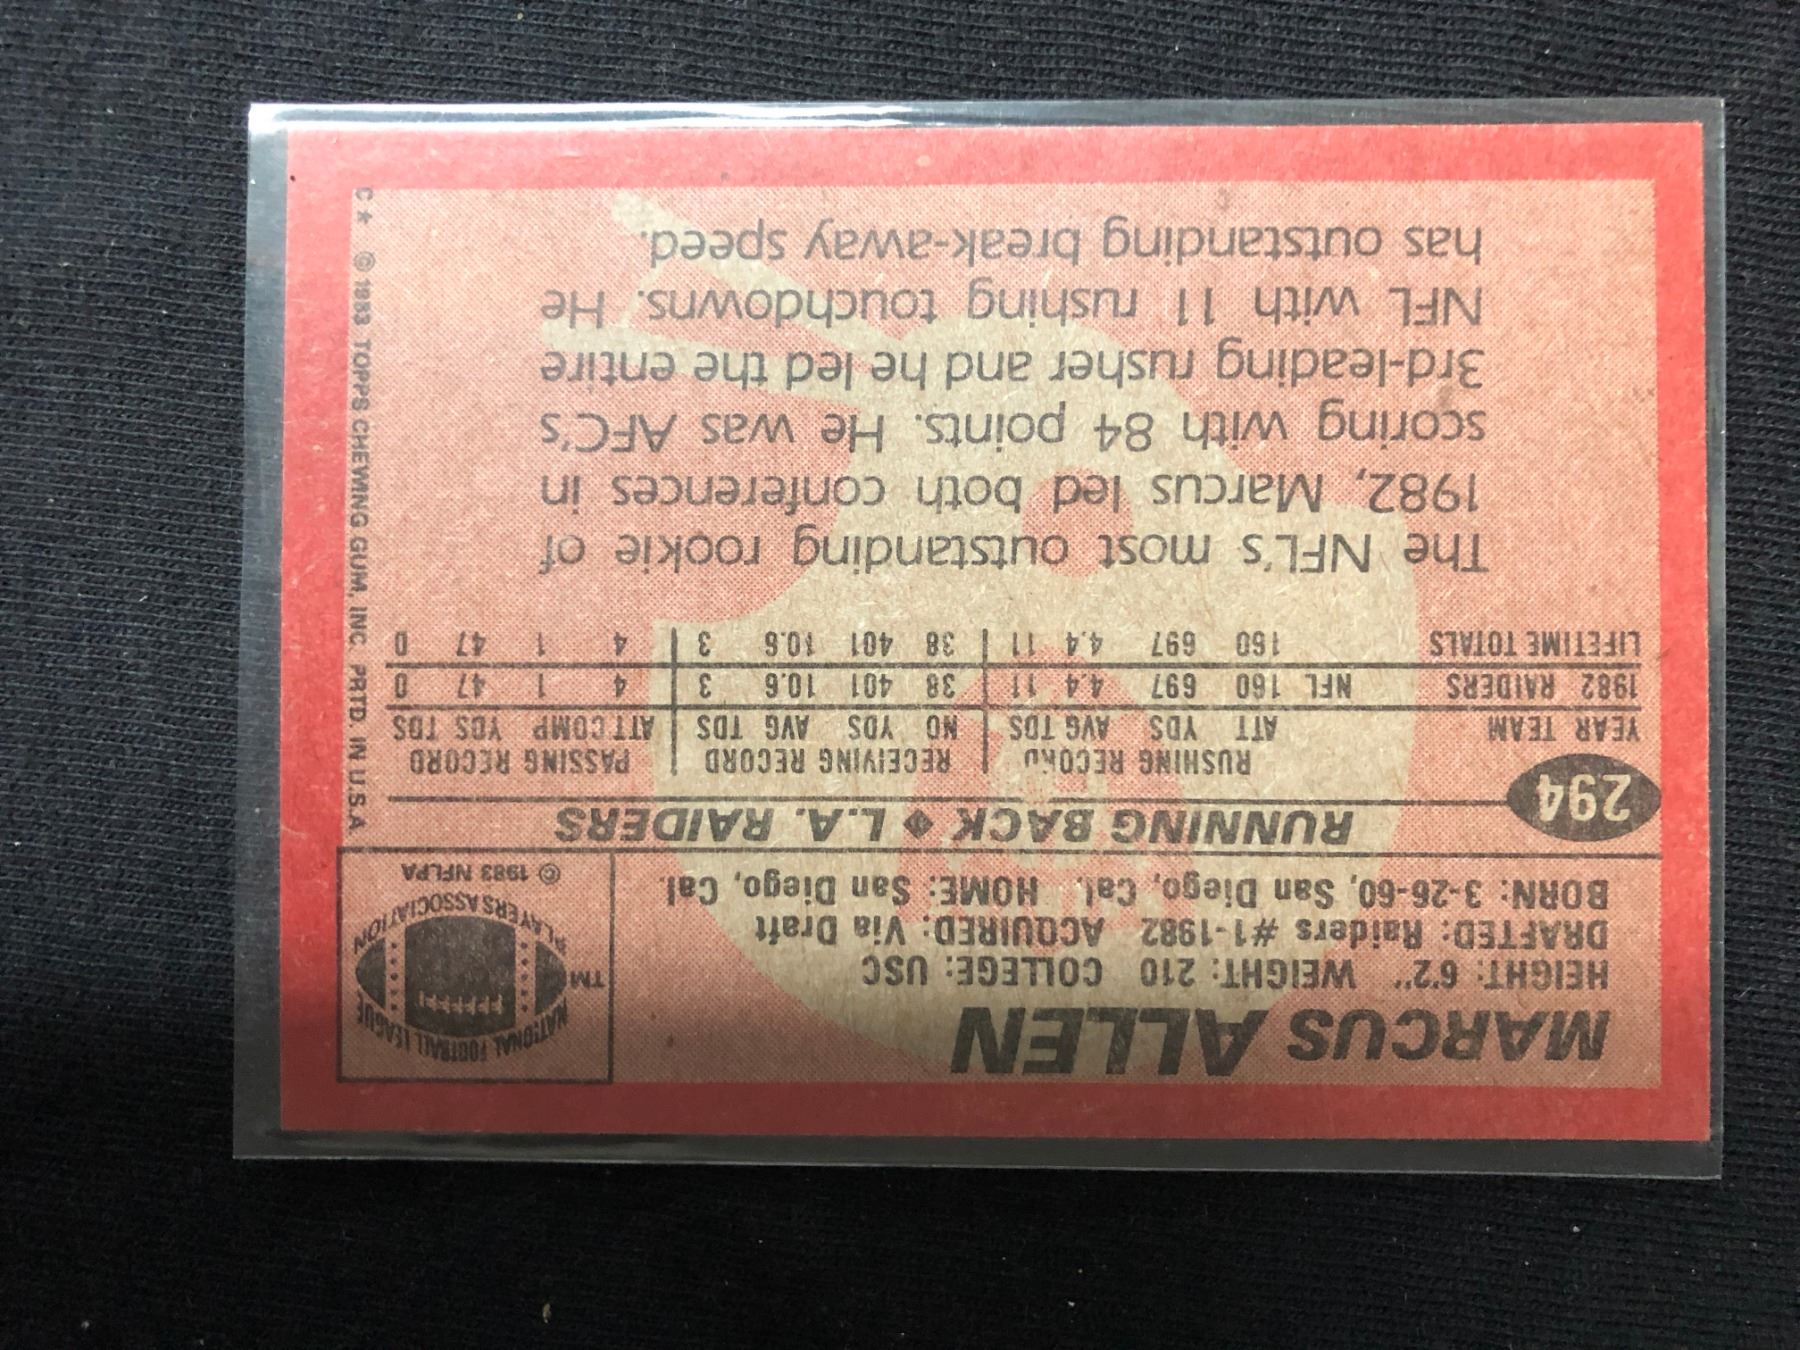 MARCUS ALLEN
HEIGHT: 6'2" WEIGHT: 210 COLLEGE: USC
DRAFTED: Raiders #1-1982 ACQUIRED: Via Draft
BORN: 3-26-60, San Diego, Cal. HOME: San Diego, Cal.
NATIONAL FOOTBALL LEAGUE
TM
PLAYERS ASSOCIATION
© 1983 NFLPA
294
RUNNING BACK ◆ L.A. RAIDERS
RUSHING RECORD RECEIVING RECORD PASSING RECORD
YEAR TEAM ATT YDS AVG TDS NO YDS AVG TDS ATT COMP YDS TDS
1982 RAIDERS NFL 160 697 4.4 11 38 401 10.6 3 4 1 47 0
LIFETIME TOTALS 160 697 4.4 11 38 401 10.6 3 4 1 47 0
The NFL's most outstanding rookie of
1982, Marcus led both conferences in
scoring with 84 points. He was AFC's
3rd-leading rusher and he led the entire
NFL with 11 rushing touchdowns. He
has outstanding break-away speed.
C* © 1983 TOPPS CHEWING GUM, INC. PRTD. IN U.S.A.